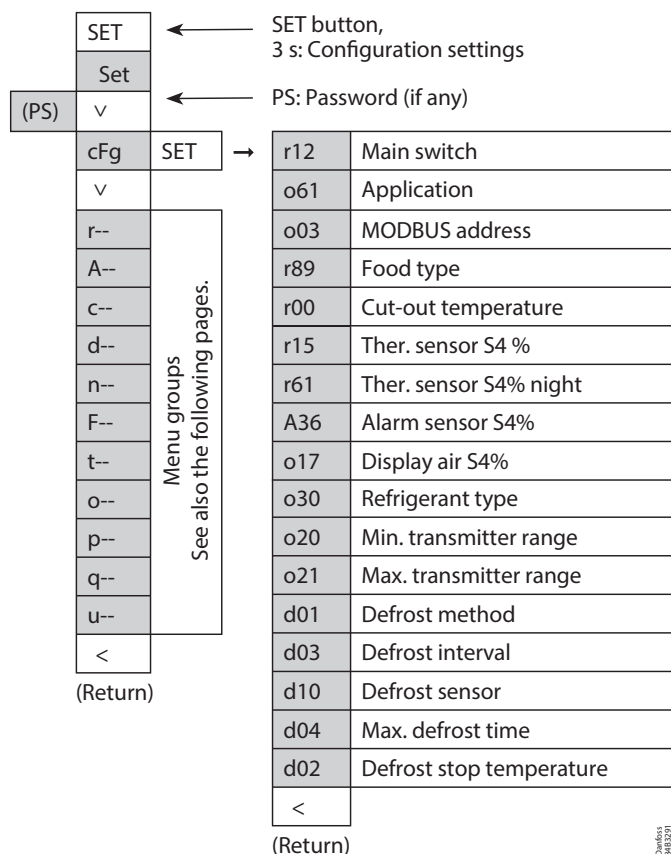 SET
SET button,
3 s: Configuration settings
Set
(PS)
v
PS: Password (if any)
cFg
SET
v
r--
A--
c--
d--
n--
F--
t--
o--
p--
q--
u--
<
(Return)
Menu groups
See also the following pages.
r12 Main switch
o61 Application
o03 MODBUS address
r89 Food type
r00 Cut-out temperature
r15 Ther. sensor S4 %
r61 Ther. sensor S4% night
A36 Alarm sensor S4%
o17 Display air S4%
o30 Refrigerant type
o20 Min. transmitter range
o21 Max. transmitter range
d01 Defrost method
d03 Defrost interval
d10 Defrost sensor
d04 Max. defrost time
d02 Defrost stop temperature
<
(Return)
Danfoss